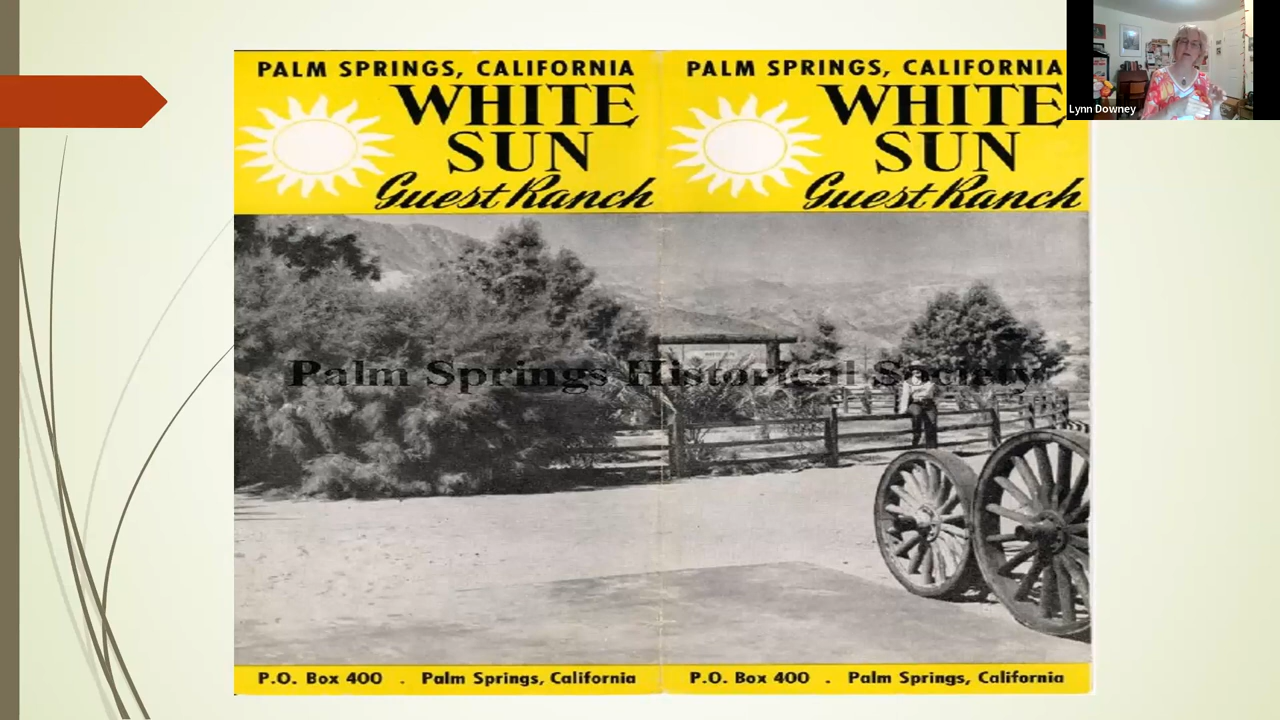 PALM SPRINGS, CALIFORNIA
WHITE
SUN
Guest Ranch
PALM SPRINGS, CALIFORNIA
WHITE
SUN
Guest Ranch
Lynn Downey
Palm Springs Historical Society
P.O. Box 400 . Palm Springs, California
P.O. Box 400 . Palm Springs, California